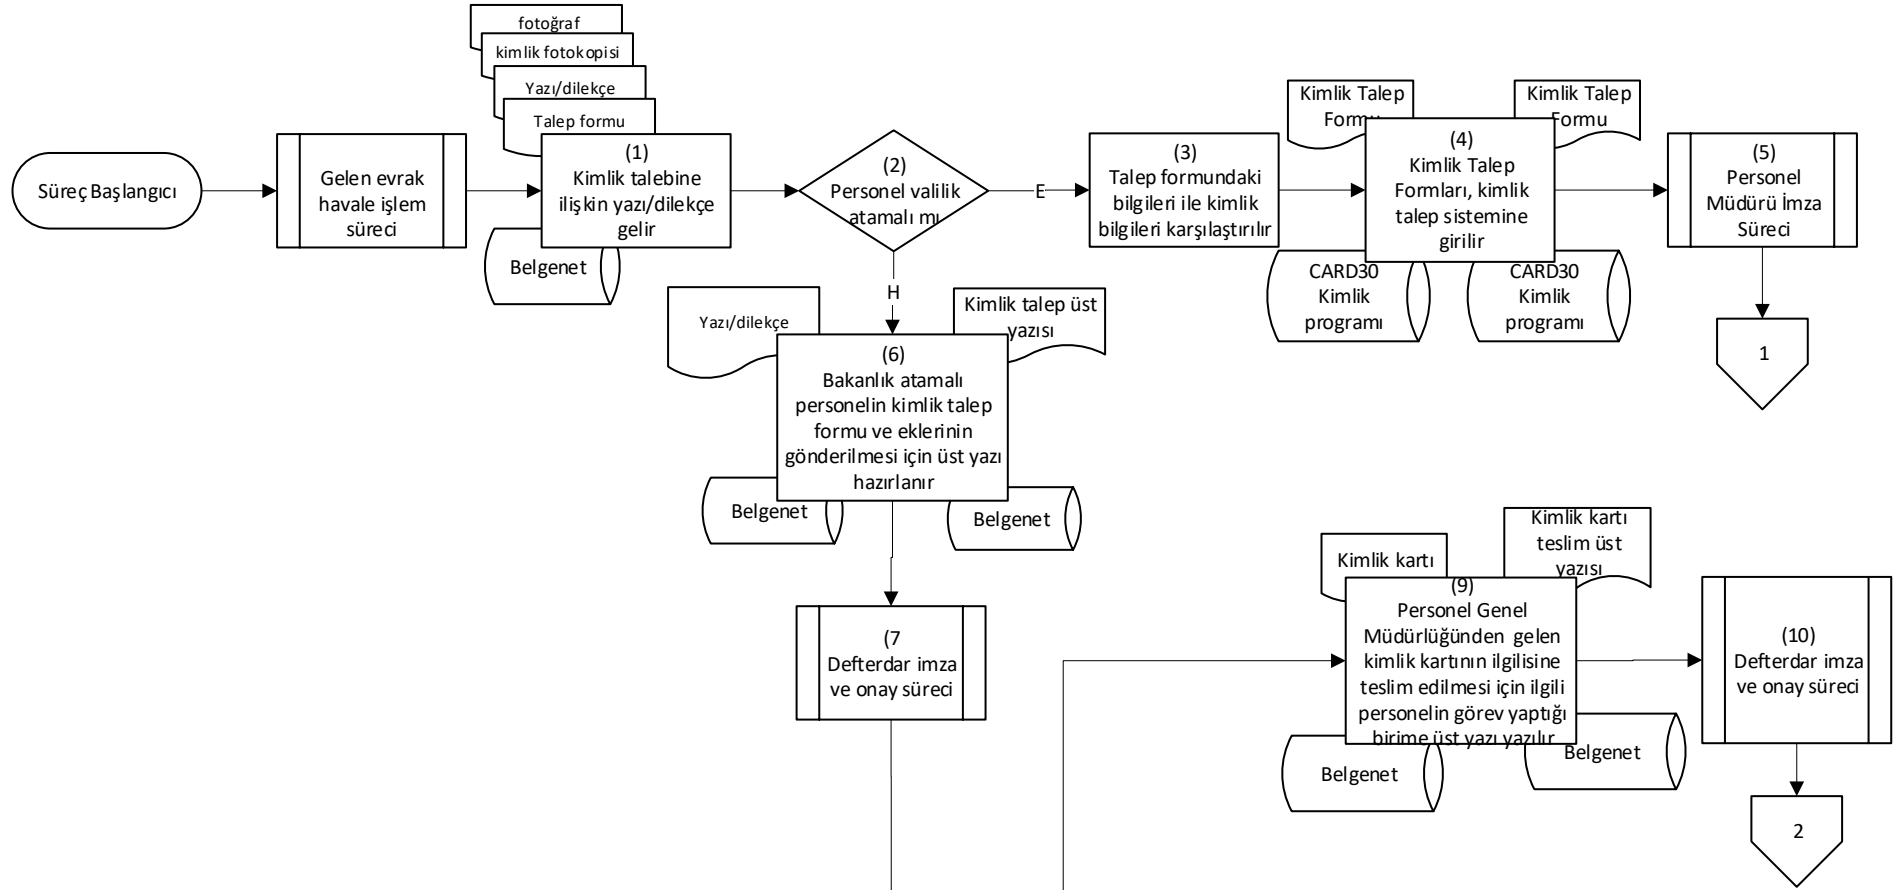 fotoğraf
kimlik fotokopisi
Yazı/dilekçe
Talep formu
Süreç Başlangıcı
Gelen evrak
havale işlem
süreci
(1)
Kimlik talebine
ilişkin yazı/dilekçe
gelir
Belgenet
(2)
Personel valilik
atamalı mı
E
H
(3)
Talep formundaki
bilgileri ile kimlik
bilgileri karşılaştırılır
Kimlik Talep
Formu
Kimlik Talep
Formu
(4)
Kimlik Talep
Formları, kimlik
talep sistemine
girilir
CARD30
Kimlik
programı
CARD30
Kimlik
programı
(5)
Personel
Müdürü İmza
Süreci
1
Yazı/dilekçe
Kimlik talep üst
yazısı
(6)
Bakanlık atamalı
personelin kimlik talep
formu ve eklerinin
gönderilmesi için üst yazı
hazırlanır
Belgenet
Belgenet
(7
Defterdar imza
ve onay süreci
Kimlik kartı
Kimlik kartı
teslim üst
yazısı
(9)
Personel Genel
Müdürlüğünden gelen
kimlik kartının ilgilisine
teslim edilmesi için ilgili
personelin görev yaptığı
birime üst yazı yazılır
Belgenet
Belgenet
(10)
Defterdar imza
ve onay süreci
2